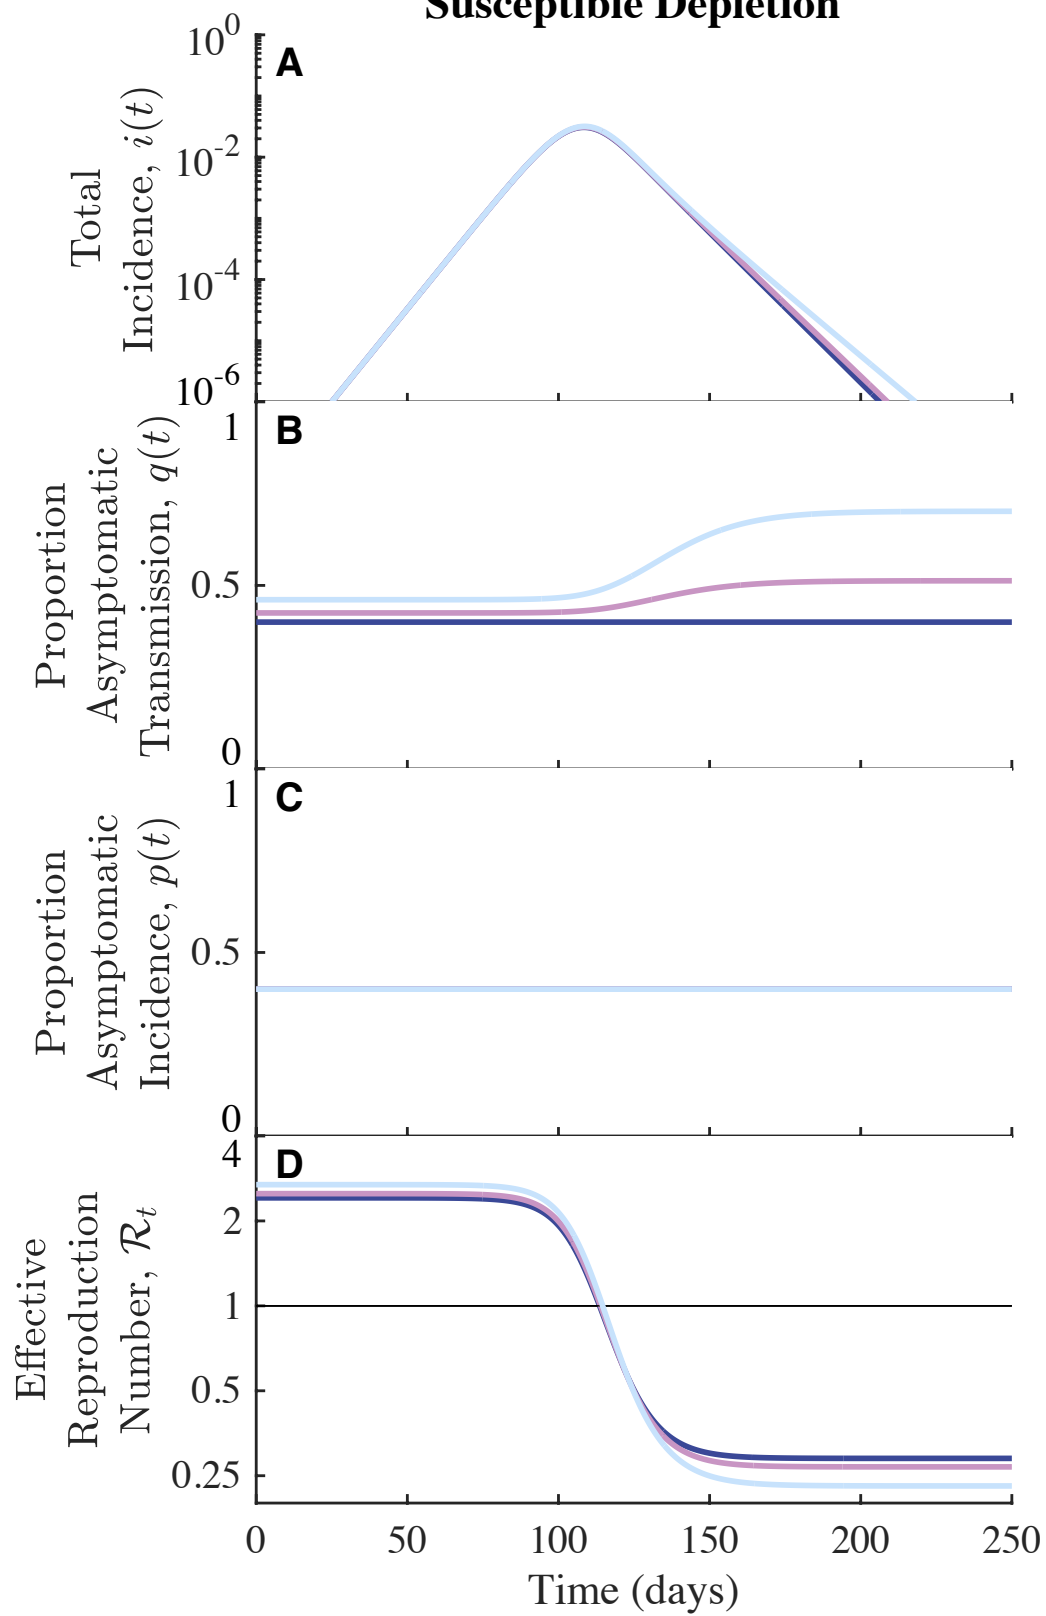 Susceptible Depletion
A
Total
Incidence, i(t)
10^0
10^-2
10^-4
10^-6
B
Proportion
Asymptomatic
Transmission, q(t)
1
0.5
0
C
Proportion
Asymptomatic
Incidence, p(t)
1
0.5
0
D
Effective
Reproduction
Number, ℛ_t
4
2
1
0.5
0.25
0 50 100 150 200 250
Time (days)